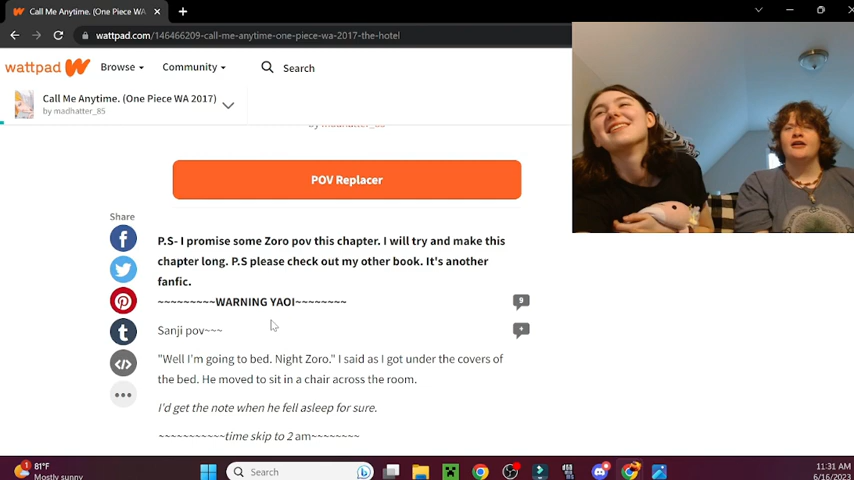 Call Me Anytime. (One Piece WA
wattpad.com/146466209-call-me-anytime-one-piece-wa-2017-the-hotel
wattpad Browse Community Search
Call Me Anytime. (One Piece WA 2017)
by madhatter_85
by madhatter_85
POV Replacer
Share
P.S- I promise some Zoro pov this chapter. I will try and make this
chapter long. P.S please check out my other book. It's another
fanfic.
~~~~~~~~~WARNING YAOI~~~~~~~~ 9
Sanji pov~~~ +
"Well I'm going to bed. Night Zoro." I said as I got under the covers of
the bed. He moved to sit in a chair across the room.
I'd get the note when he fell asleep for sure.
~~~~~~~~~~~time skip to 2 am~~~~~~~~
81°F
Mostly sunny
Search
11:31 AM
6/16/2023